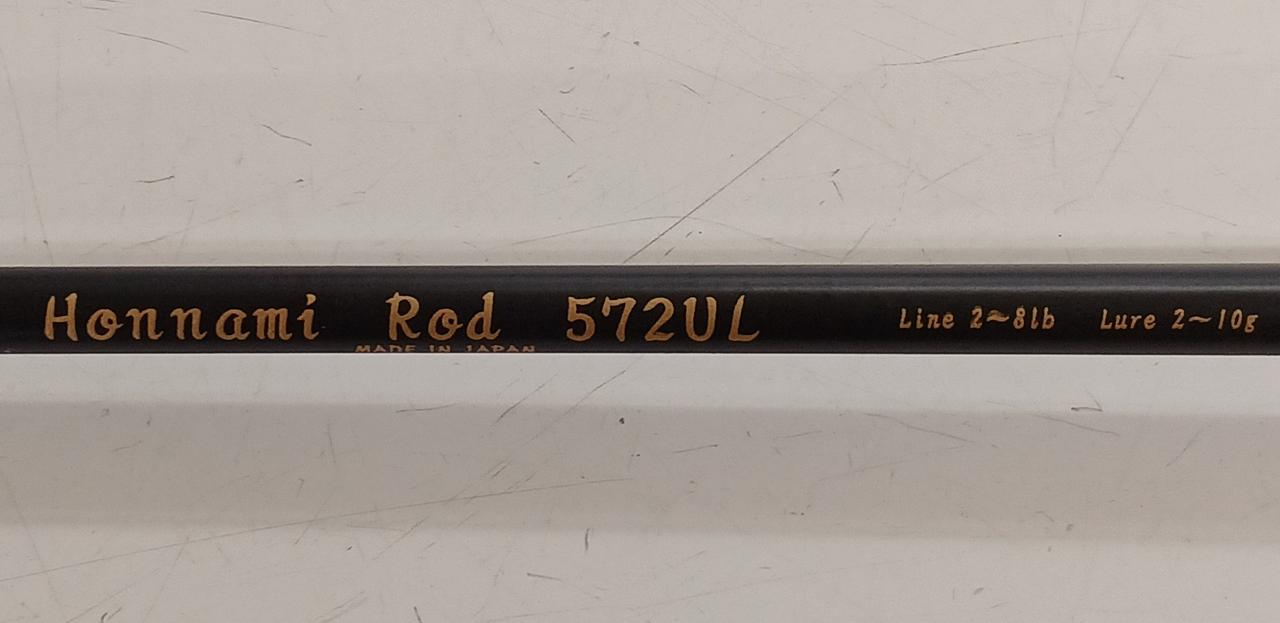 Honnami Rod 572UL Line 2~8lb Lure 2~10g
MADE IN JAPAN